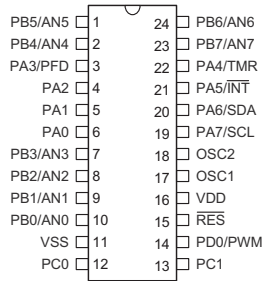 PB5/AN5 1 24 PB6/AN6
PB4/AN4 2 23 PB7/AN7
PA3/PFD 3 22 PA4/TMR
PA2 4 21 PA5/INT
PA1 5 20 PA6/SDA
PA0 6 19 PA7/SCL
PB3/AN3 7 18 OSC2
PB2/AN2 8 17 OSC1
PB1/AN1 9 16 VDD
PB0/AN0 10 15 RES
VSS 11 14 PD0/PWM
PC0 12 13 PC1